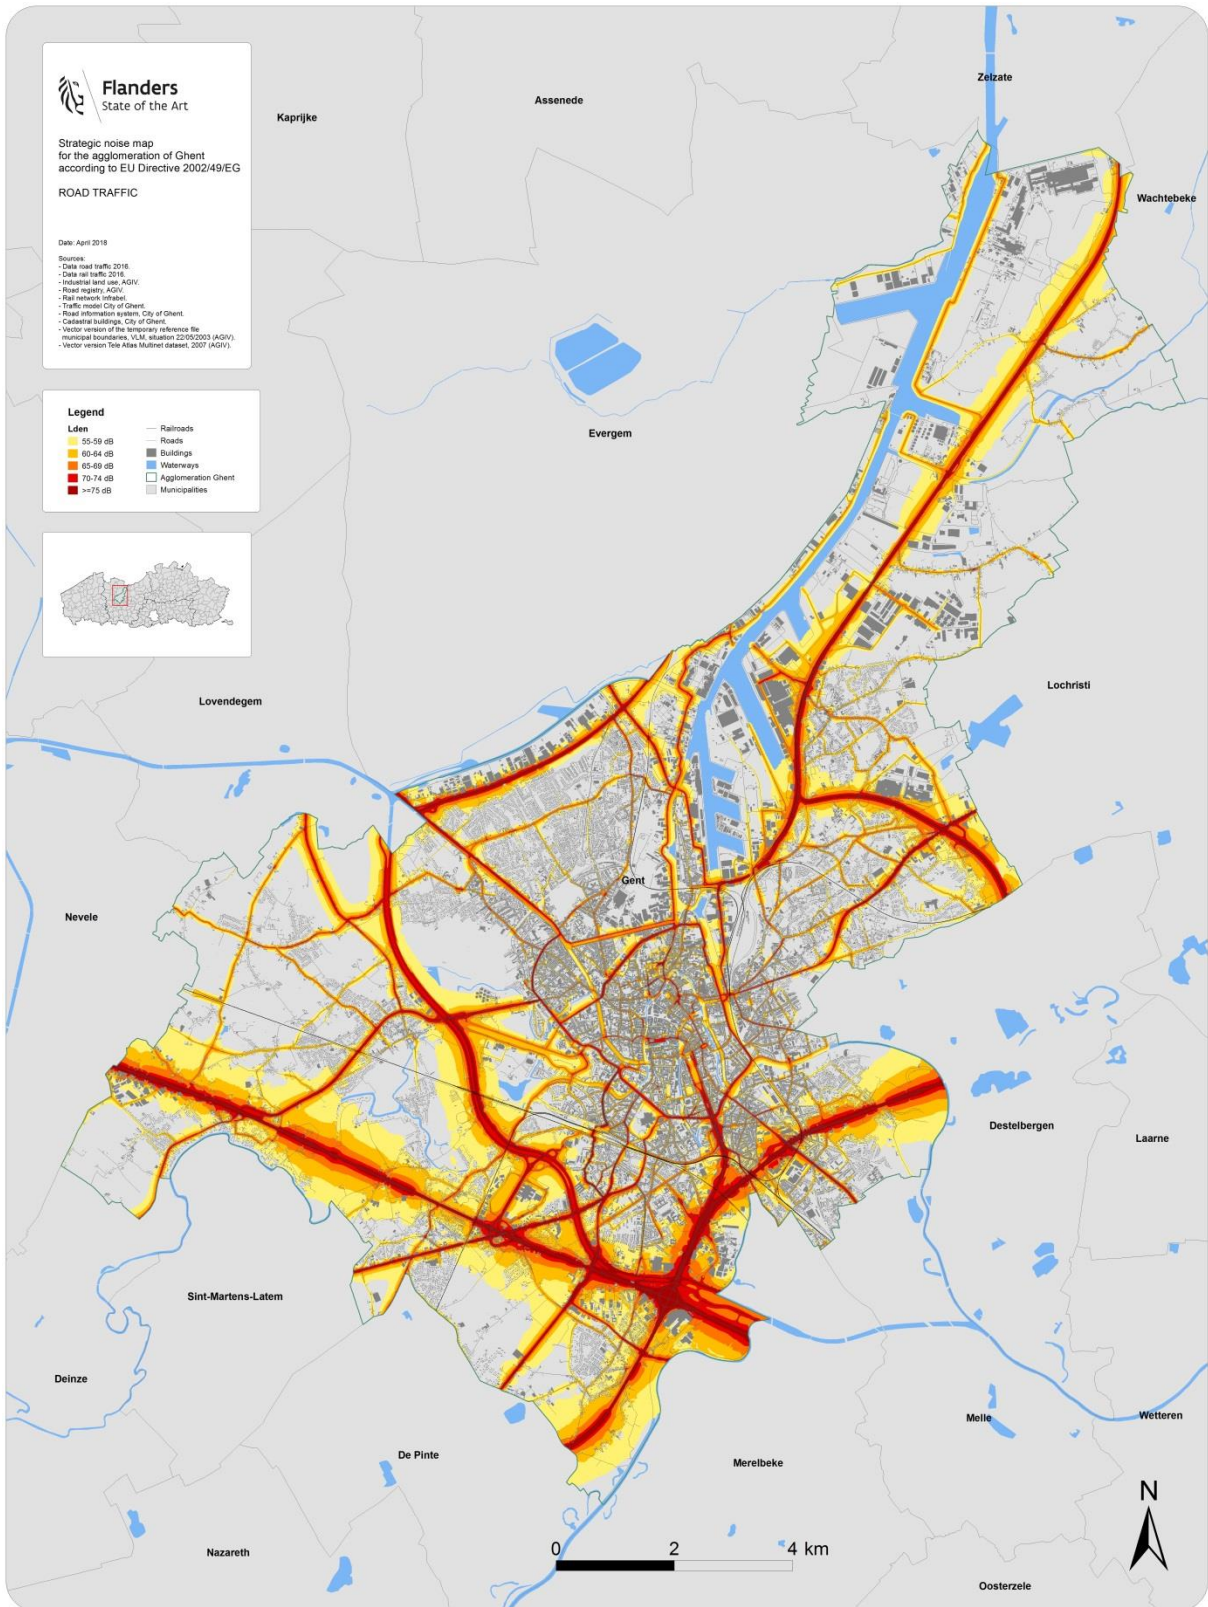 Flanders
State of the Art
Strategic noise map
for the agglomeration of Ghent
according to EU Directive 2002/49/EG
ROAD TRAFFIC
Date: April 2018
Sources:
- Data road traffic 2016.
- Data rail traffic 2016.
- Industrial land use, AGIV.
- Road registry, AGIV.
- Rail network Infrabel.
- Traffic model City of Ghent.
- Road information system, City of Ghent.
- Cadastral buildings, City of Ghent.
- Vector version of the temporary reference file
municipal boundaries, VLM, situation 22/05/2003 (AGIV).
- Vector version Tele Atlas Multinet dataset, 2007 (AGIV).
Legend
Lden
55-59 dB
60-64 dB
65-69 dB
70-74 dB
>=75 dB
Railroads
Roads
Buildings
Waterways
Agglomeration Ghent
Municipalities
Zelzate
Assenede
Kaprijke
Wachtebeke
Evergem
Lochristi
Lovendegem
Gent
Nevele
Destelbergen
Laarne
Sint-Martens-Latem
Deinze
Melle
Wetteren
De Pinte
Merelbeke
Nazareth
Oosterzele
N
0 2 4 km